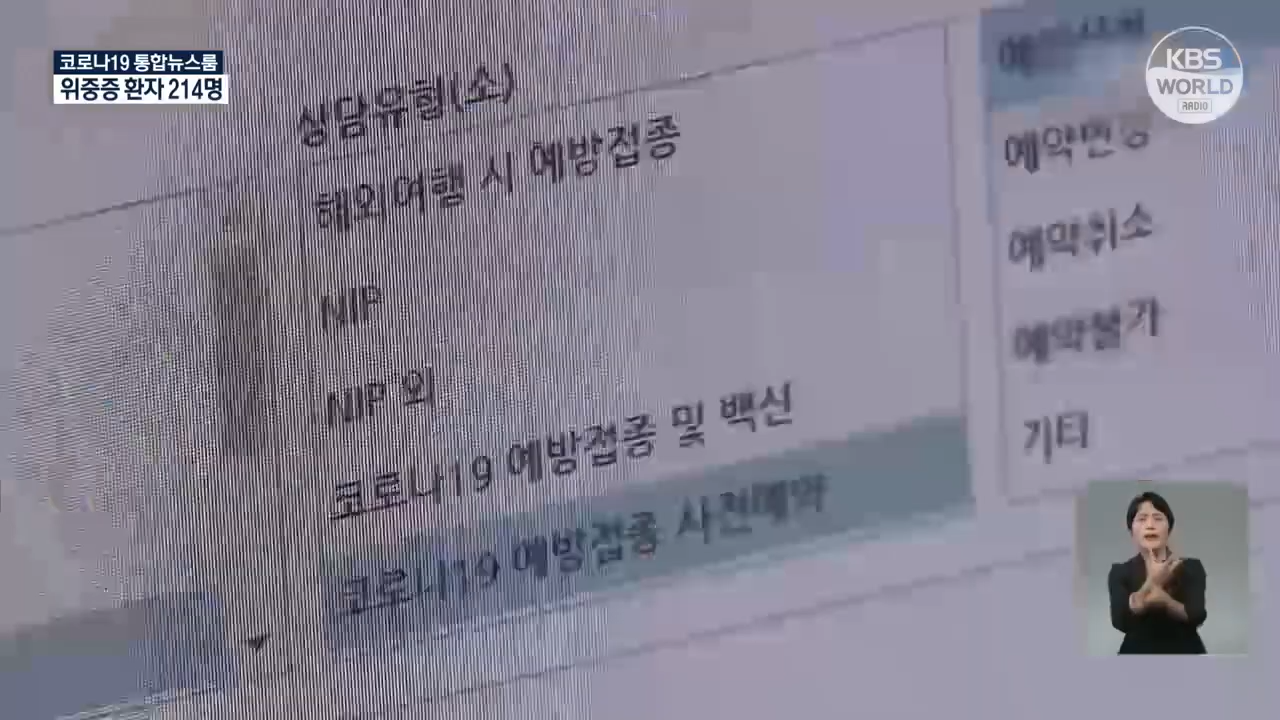 코로나19 통합뉴스룸
위중증 환자 214명
KBS
WORLD
RADIO
상담유형(소)
해외여행 시 예방접종
NIP
NIP 외
코로나19 예방접종 및 백신
코로나19 예방접종 사전예약
예약변경
예약취소
예약불가
기타